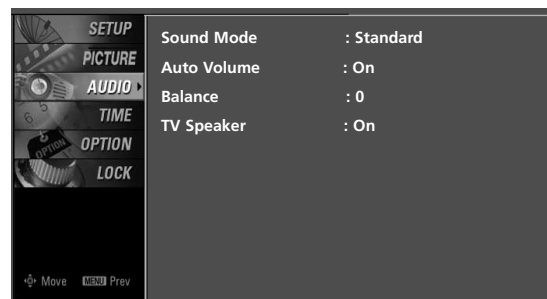 SETUP
PICTURE
AUDIO
TIME
OPTION
LOCK
Sound Mode : Standard
Auto Volume : On
Balance : 0
TV Speaker : On
OPTION
Move MENU Prev